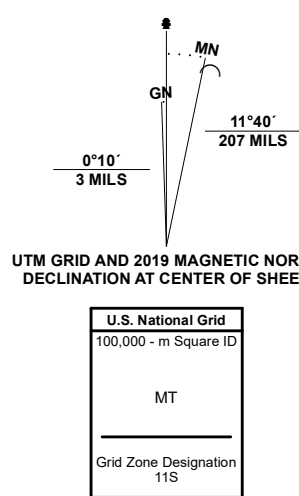 MN
GN
11°40´
207 MILS
0°10´
3 MILS
UTM GRID AND 2019 MAGNETIC NOR
DECLINATION AT CENTER OF SHEE
U.S. National Grid
100,000 - m Square ID
MT
Grid Zone Designation
11S